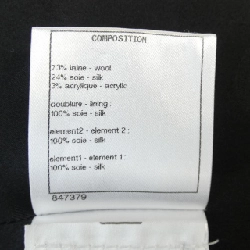 COMPOSITION
73% laine - wool
24% soie - silk
3% acrylique - acrylic
doublure - lining :
100% soie - silk
element2 - element 2 :
100% soie - silk
element1 - element 1 :
100% soie - silk
847379